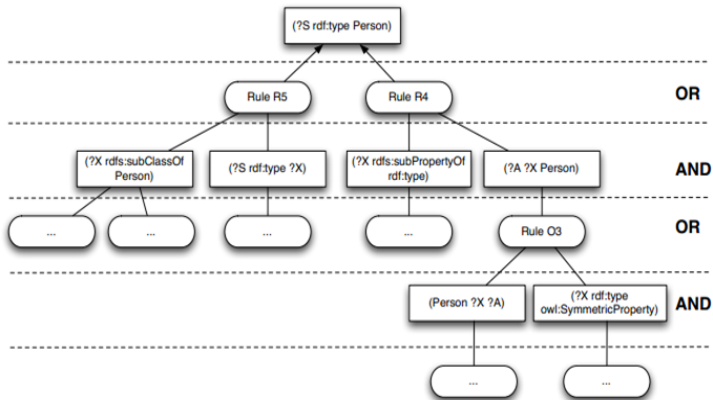 (?S rdf:type Person)
Rule R5
Rule R4
OR
(?X rdfs:subClassOf
Person)
(?S rdf:type ?X)
(?X rdfs:subPropertyOf
rdf:type)
(?A ?X Person)
AND
...
...
...
...
Rule O3
OR
(Person ?X ?A)
(?X rdf:type
owl:SymmetricProperty)
AND
...
...